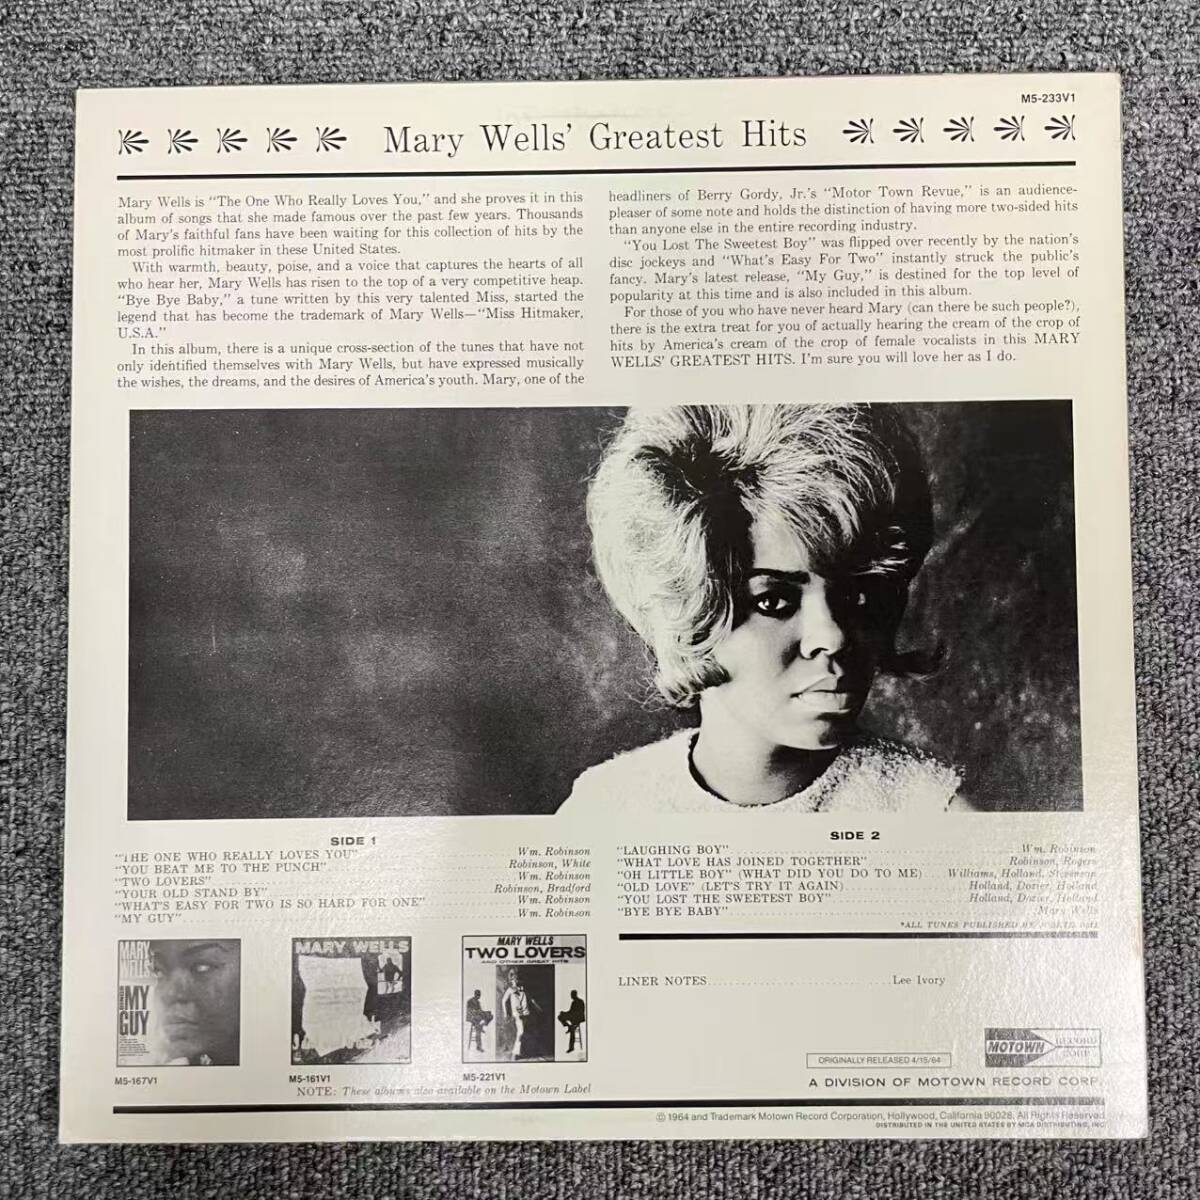 M5-233V1
Mary Wells' Greatest Hits
Mary Wells is "The One Who Really Loves You," and she proves it in this
album of songs that she made famous over the past few years. Thousands
of Mary's faithful fans have been waiting for this collection of hits by the
most prolific hitmaker in these United States.
With warmth, beauty, poise, and a voice that captures the hearts of all
who hear her, Mary Wells has risen to the top of a very competitive heap.
"Bye Bye Baby," a tune written by this very talented Miss, started the
legend that has become the trademark of Mary Wells—"Miss Hitmaker,
U.S.A."
In this album, there is a unique cross-section of the tunes that have not
only identified themselves with Mary Wells, but have expressed musically
the wishes, the dreams, and the desires of America's youth. Mary, one of the
headliners of Berry Gordy, Jr.'s "Motor Town Revue," is an audience-
pleaser of some note and holds the distinction of having more two-sided hits
than anyone else in the entire recording industry.
"You Lost The Sweetest Boy" was flipped over recently by the nation's
disc jockeys and "What's Easy For Two" instantly struck the public's
fancy. Mary's latest release, "My Guy," is destined for the top level of
popularity at this time and is also included in this album.
For those of you who have never heard Mary (can there be such people?),
there is the extra treat for you of actually hearing the cream of the crop of
hits by America's cream of the crop of female vocalists in this MARY
WELLS' GREATEST HITS. I'm sure you will love her as I do.
SIDE 1
"THE ONE WHO REALLY LOVES YOU" Wm. Robinson
"YOU BEAT ME TO THE PUNCH" Robinson, White
"TWO LOVERS" Wm. Robinson
"YOUR OLD STAND BY" Robinson, Bradford
"WHAT'S EASY FOR TWO IS SO HARD FOR ONE" Wm. Robinson
"MY GUY" Wm. Robinson
SIDE 2
"LAUGHING BOY" Wm. Robinson
"WHAT LOVE HAS JOINED TOGETHER" Robinson, Rogers
"OH LITTLE BOY" (WHAT DID YOU DO TO ME) Williams, Holland, Stevenson
"OLD LOVE" (LET'S TRY IT AGAIN) Holland, Dozier, Holland
"YOU LOST THE SWEETEST BOY" Holland, Dozier, Holland
"BYE BYE BABY" Mary Wells
*ALL TUNES PUBLISHED BY
MARY
WELLS
SINGS
MY
GUY
M5-167V1
MARY WELLS
M5-161V1
MARY WELLS
TWO LOVERS
AND OTHER GREAT HITS
M5-221V1
NOTE: These albums also available on the Motown Label
LINER NOTES Lee Ivory
ORIGINALLY RELEASED 4/15/64
MOTOWN RECORD CORP.
A DIVISION OF MOTOWN RECORD CORP.
© 1964 and Trademark Motown Record Corporation, Hollywood, California 90028. All Rights Reserved
DISTRIBUTED IN THE UNITED STATES BY MCA DISTRIBUTING, INC.